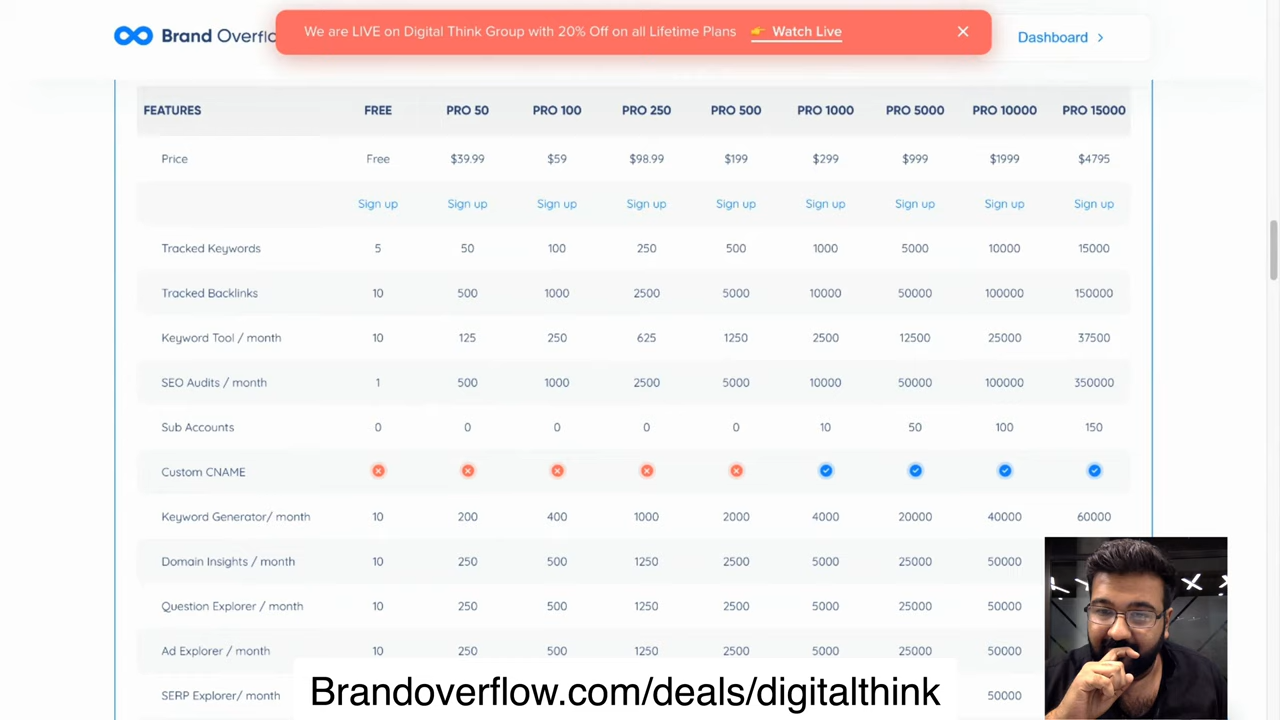 Brand Overflo
We are LIVE on Digital Think Group with 20% Off on all Lifetime Plans 👉 Watch Live ✕
Dashboard >
FEATURES FREE PRO 50 PRO 100 PRO 250 PRO 500 PRO 1000 PRO 5000 PRO 10000 PRO 15000
Price Free $39.99 $59 $98.99 $199 $299 $999 $1999 $4795
Sign up Sign up Sign up Sign up Sign up Sign up Sign up Sign up Sign up
Tracked Keywords 5 50 100 250 500 1000 5000 10000 15000
Tracked Backlinks 10 500 1000 2500 5000 10000 50000 100000 150000
Keyword Tool / month 10 125 250 625 1250 2500 12500 25000 37500
SEO Audits / month 1 500 1000 2500 5000 10000 50000 100000 350000
Sub Accounts 0 0 0 0 0 10 50 100 150
Custom CNAME
Keyword Generator/ month 10 200 400 1000 2000 4000 20000 40000 60000
Domain Insights / month 10 250 500 1250 2500 5000 25000 50000
Question Explorer / month 10 250 500 1250 2500 5000 25000 50000
Ad Explorer / month 10 250 500 1250 2500 5000 25000 50000
SERP Explorer/ month 50000
Brandoverflow.com/deals/digitalthink